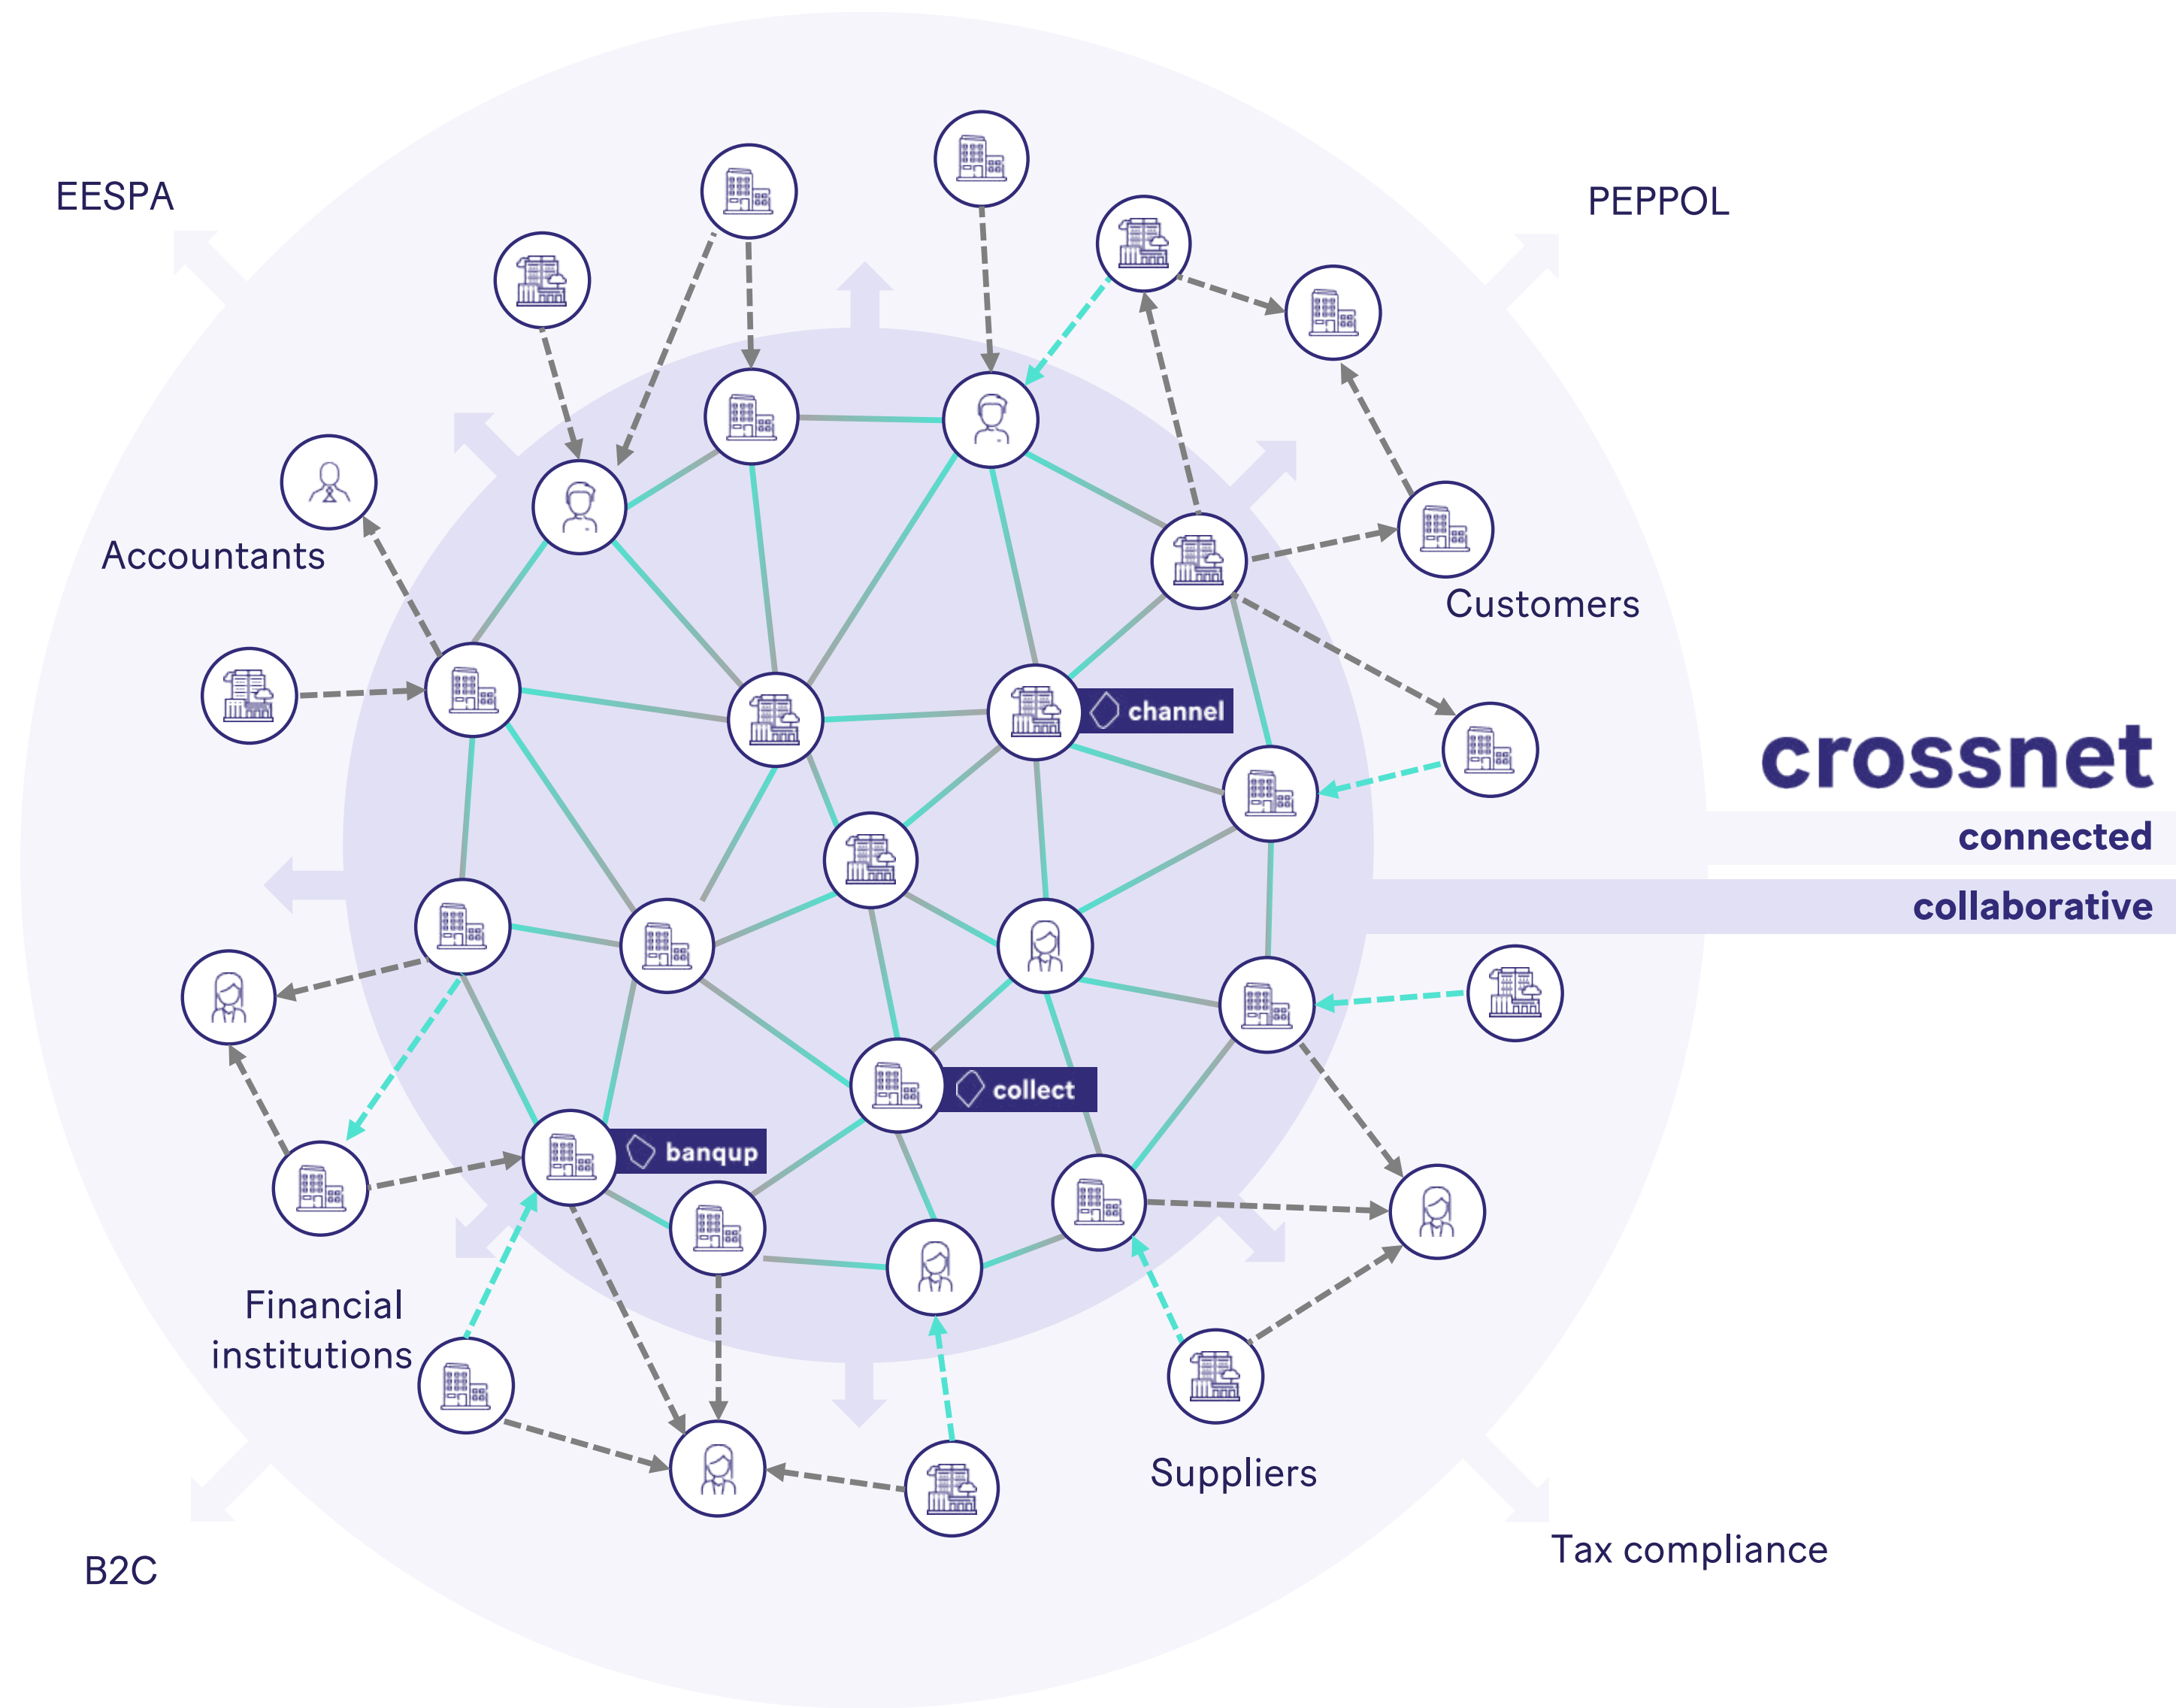 EESPA
PEPPOL
Accountants
Customers
channel
crossnet
connected
collaborative
collect
banqup
Financial
institutions
Suppliers
Tax compliance
B2C